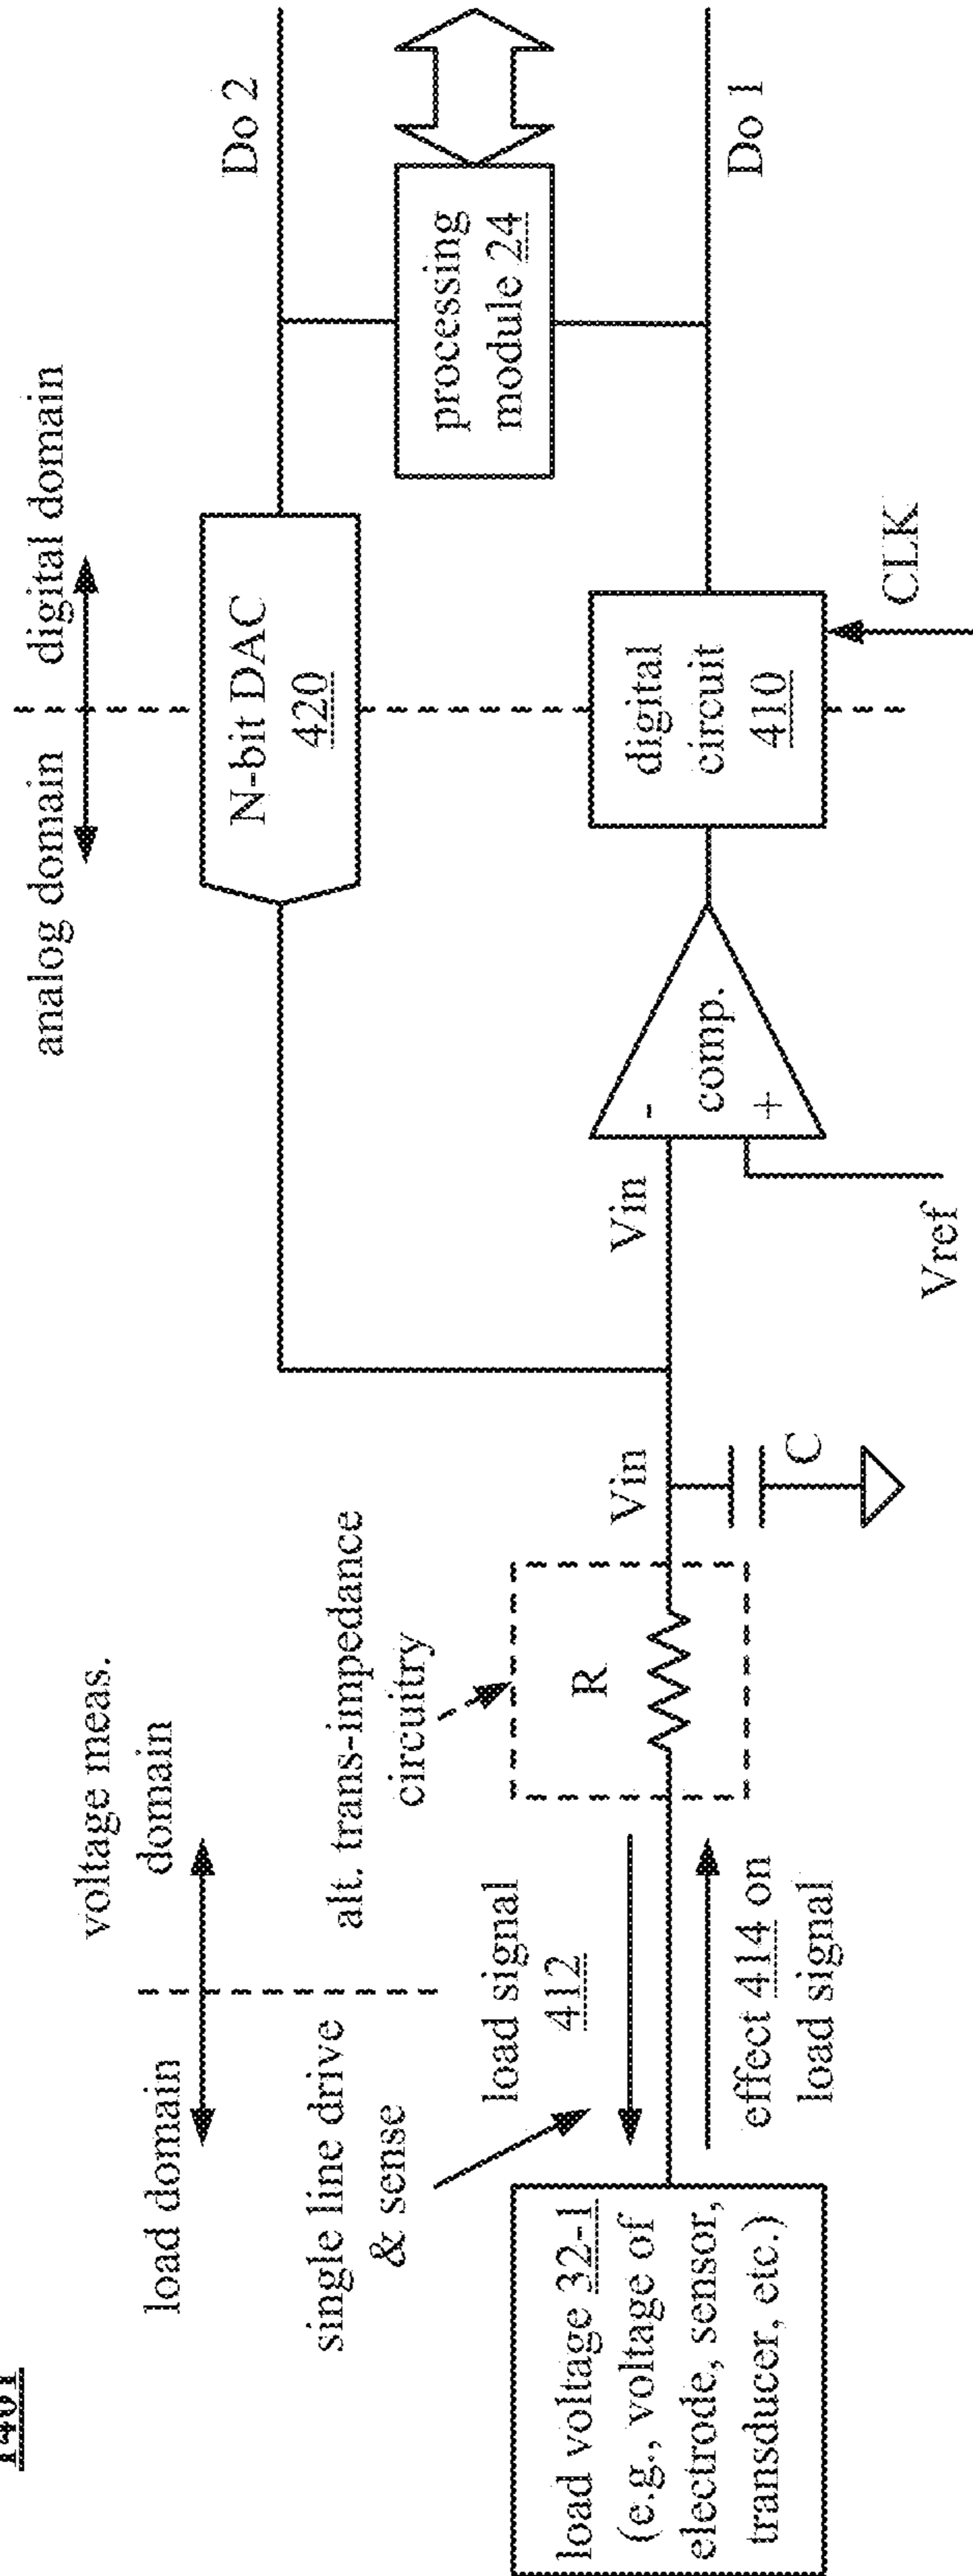 1401
load domain
voltage meas.
domain
analog domain
digital domain
single line drive
& sense
alt. trans-impedance
circuitry
load signal
412
R
effect 414 on
load signal
load voltage 32-1
(e.g., voltage of
electrode, sensor,
transducer, etc.)
Vin
C
Vin
Vref
-
comp.
+
N-bit DAC
420
digital
circuit
410
CLK
processing
module 24
Do 2
Do 1